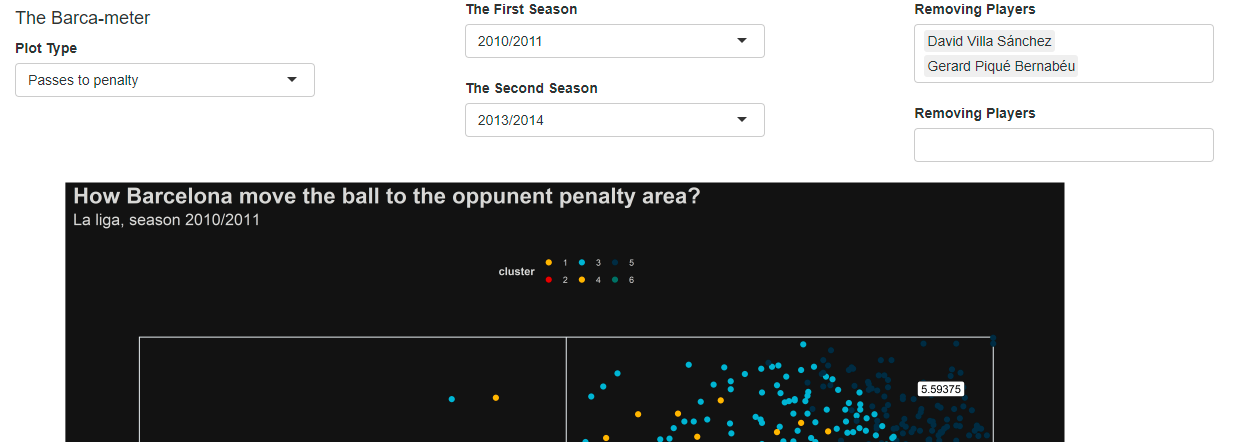 The Barca-meter
Plot Type
Passes to penalty
The First Season
2010/2011
The Second Season
2013/2014
Removing Players
David Villa Sánchez
Gerard Piqué Bernabéu
Removing Players
How Barcelona move the ball to the oppunent penalty area?
La liga, season 2010/2011
cluster
1 3 5
2 4 6
5.59375